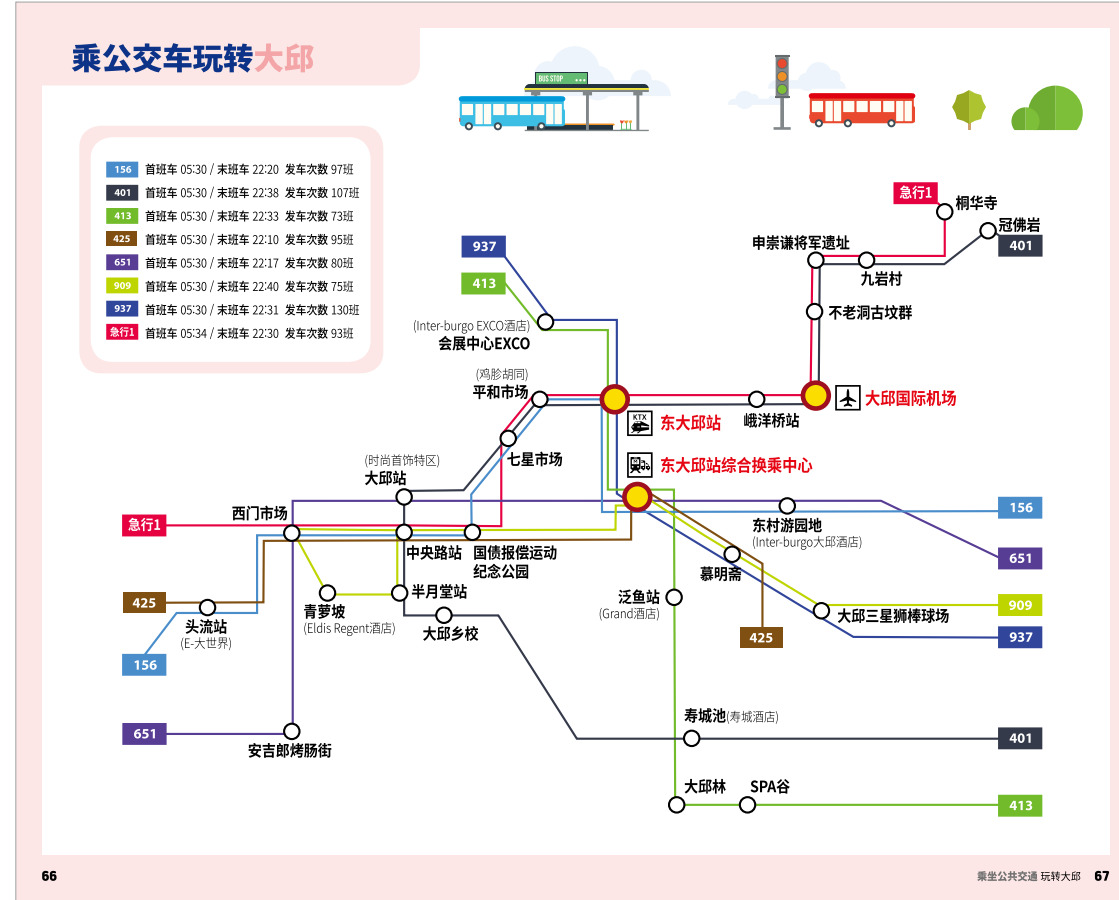 乘公交车玩转大邱
BUS STOP
156 首班车 05:30 / 末班车 22:20 发车次数 97班
401 首班车 05:30 / 末班车 22:38 发车次数 107班
413 首班车 05:30 / 末班车 22:33 发车次数 73班
425 首班车 05:30 / 末班车 22:10 发车次数 95班
651 首班车 05:30 / 末班车 22:17 发车次数 80班
909 首班车 05:30 / 末班车 22:40 发车次数 75班
937 首班车 05:30 / 末班车 22:31 发车次数 130班
急行1 首班车 05:34 / 末班车 22:30 发车次数 93班
急行1
桐华寺
冠佛岩
401
申崇谦将军遗址
九岩村
937
413
不老洞古坟群
(Inter-burgo EXCO酒店)
会展中心EXCO
(鸡胗胡同)
平和市场
大邱国际机场
KTX
东大邱站
峨洋桥站
七星市场
东大邱站综合换乘中心
(时尚首饰特区)
大邱站
西门市场
急行1
156
东村游园地
(Inter-burgo大邱酒店)
中央路站
国债报偿运动
纪念公园
651
慕明斋
425
青萝坡
(Eldis Regent酒店)
半月堂站
泛鱼站
(Grand酒店)
909
大邱三星狮棒球场
头流站
(E-大世界)
大邱乡校
425
937
156
寿城池(寿城酒店)
651
安吉郎烤肠街
401
大邱林
SPA谷
413
66
乘坐公共交通 玩转大邱 67